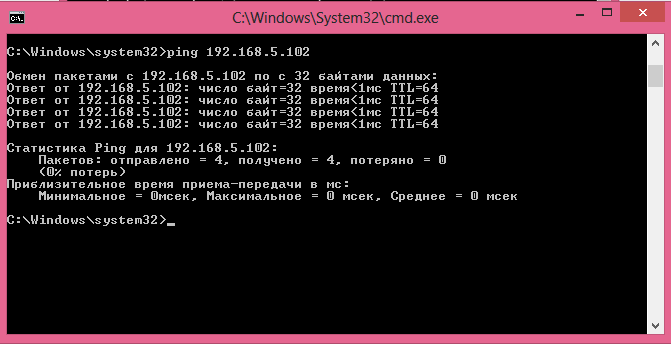 C:\Windows\System32\cmd.exe
C:\Windows\system32>ping 192.168.5.102
Обмен пакетами с 192.168.5.102 по с 32 байтами данных:
Ответ от 192.168.5.102: число байт=32 время<1мс TTL=64
Ответ от 192.168.5.102: число байт=32 время<1мс TTL=64
Ответ от 192.168.5.102: число байт=32 время<1мс TTL=64
Ответ от 192.168.5.102: число байт=32 время<1мс TTL=64
Статистика Ping для 192.168.5.102:
Пакетов: отправлено = 4, получено = 4, потеряно = 0
(0% потерь)
Приблизительное время приема-передачи в мс:
Минимальное = 0мсек, Максимальное = 0 мсек, Среднее = 0 мсек
C:\Windows\system32>_